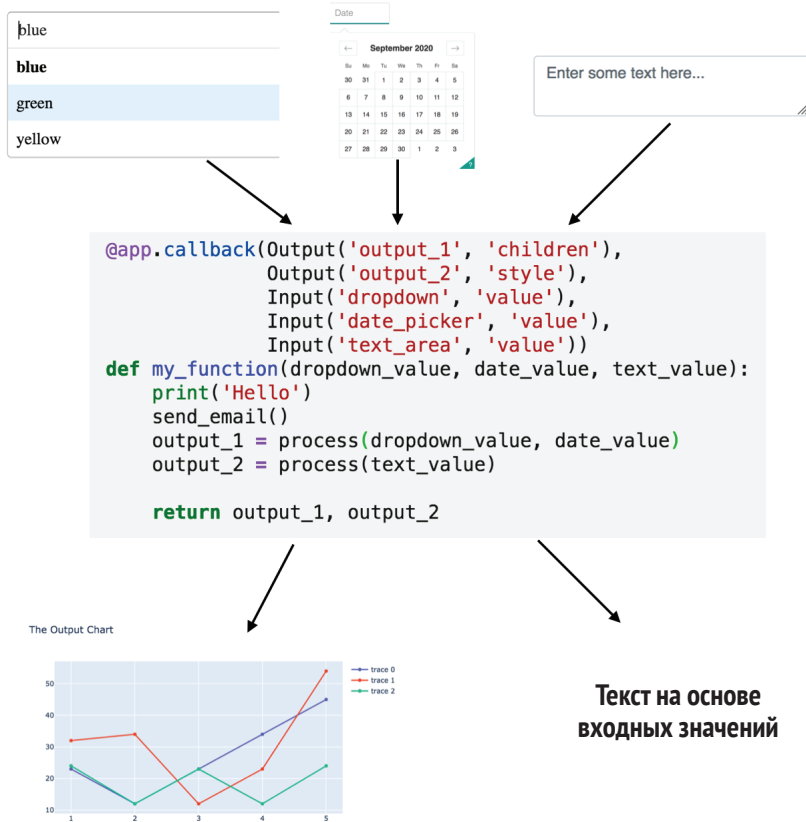 blue
blue
green
yellow
Date
← September 2020 →
Su Mo Tu We Th Fr Sa
30 31 1 2 3 4 5
6 7 8 9 10 11 12
13 14 15 16 17 18 19
20 21 22 23 24 25 26
27 28 29 30 1 2 3
?
Enter some text here...
@app.callback(Output('output_1', 'children'),
Output('output_2', 'style'),
Input('dropdown', 'value'),
Input('date_picker', 'value'),
Input('text_area', 'value'))
def my_function(dropdown_value, date_value, text_value):
print('Hello')
send_email()
output_1 = process(dropdown_value, date_value)
output_2 = process(text_value)
return output_1, output_2
The Output Chart
50
40
30
20
10
1 2 3 4 5
trace 0
trace 1
trace 2
Текст на основе
входных значений